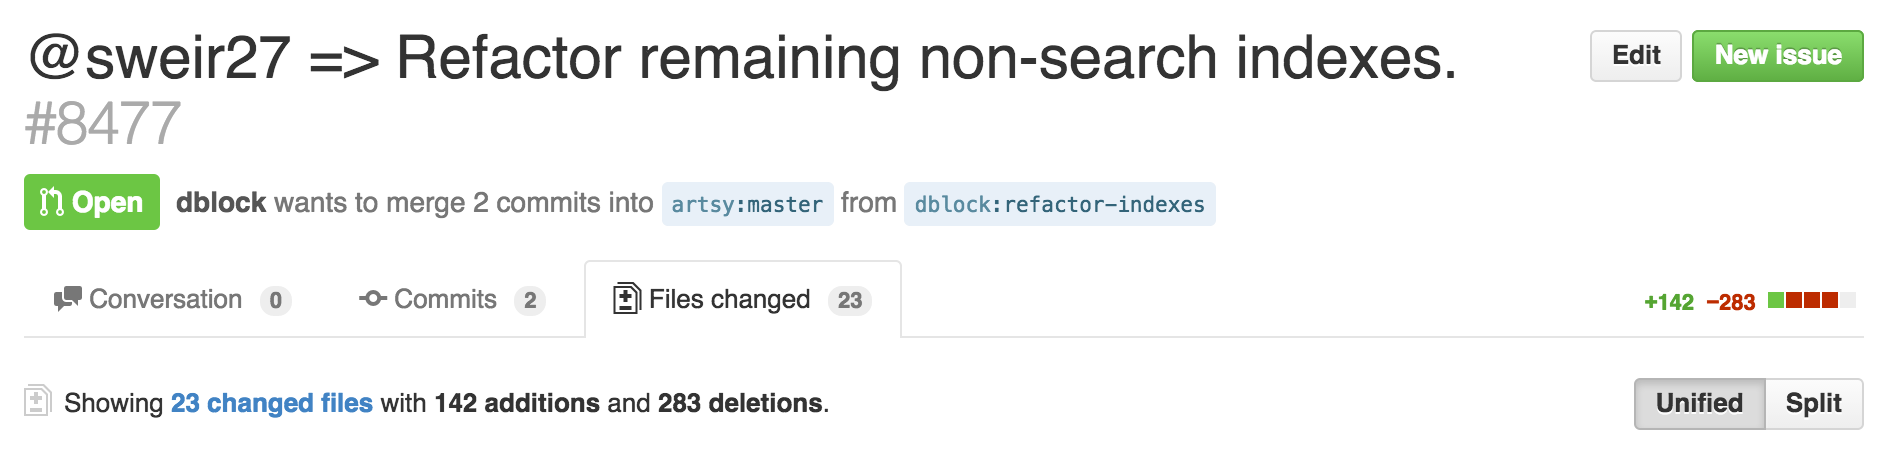 @sweir27 => Refactor remaining non-search indexes.
#8477
Edit
New issue
Open
dblock wants to merge 2 commits into artsy:master from dblock:refactor-indexes
Conversation 0
Commits 2
Files changed 23
+142 −283
Showing 23 changed files with 142 additions and 283 deletions.
Unified
Split